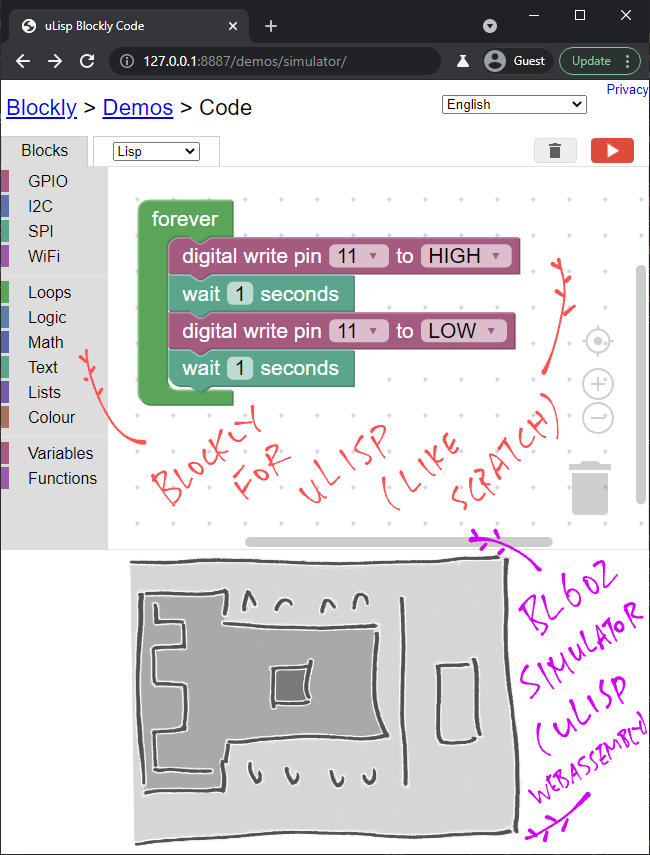 uLisp Blockly Code
127.0.0.1:8887/demos/simulator/
Guest
Update
Privacy
Blockly > Demos > Code
English
Blocks
Lisp
GPIO
I2C
SPI
WiFi
Loops
Logic
Math
Text
Lists
Colour
Variables
Functions
forever
digital write pin 11 to HIGH
wait 1 seconds
digital write pin 11 to LOW
wait 1 seconds
BLOCKLY
FOR
ULISP
(LIKE
SCRATCH)
BL602
SIMULATOR
(ULISP
WEBASSEMBLY)